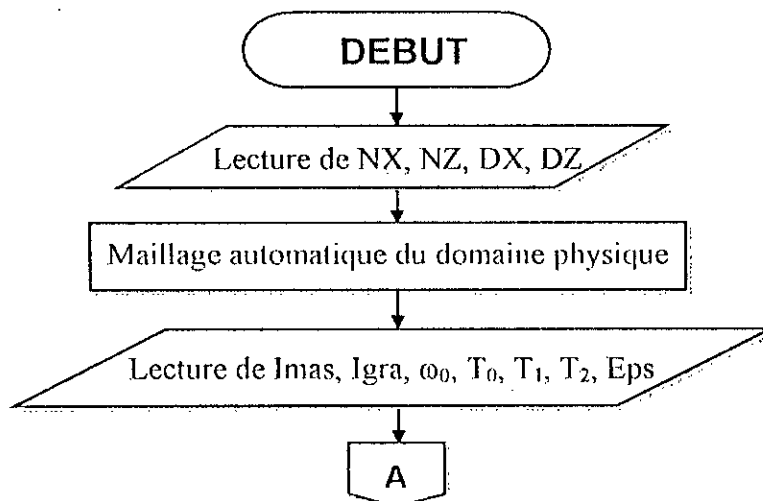 DEBUT
Lecture de NX, NZ, DX, DZ
Maillage automatique du domaine physique
Lecture de Imas, Igra, ω₀, T₀, T₁, T₂, Eps
A